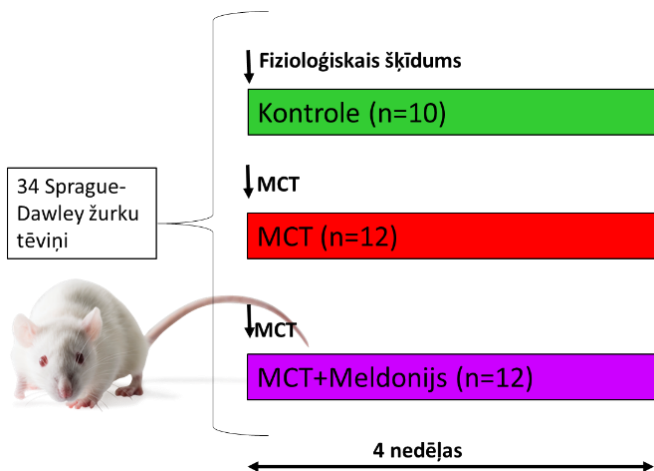 Fizioloģiskais šķīdums
Kontrole (n=10)
34 Sprague-
Dawley žurku
tēviņi
MCT
MCT (n=12)
MCT
MCT+Meldonijs (n=12)
4 nedēļas